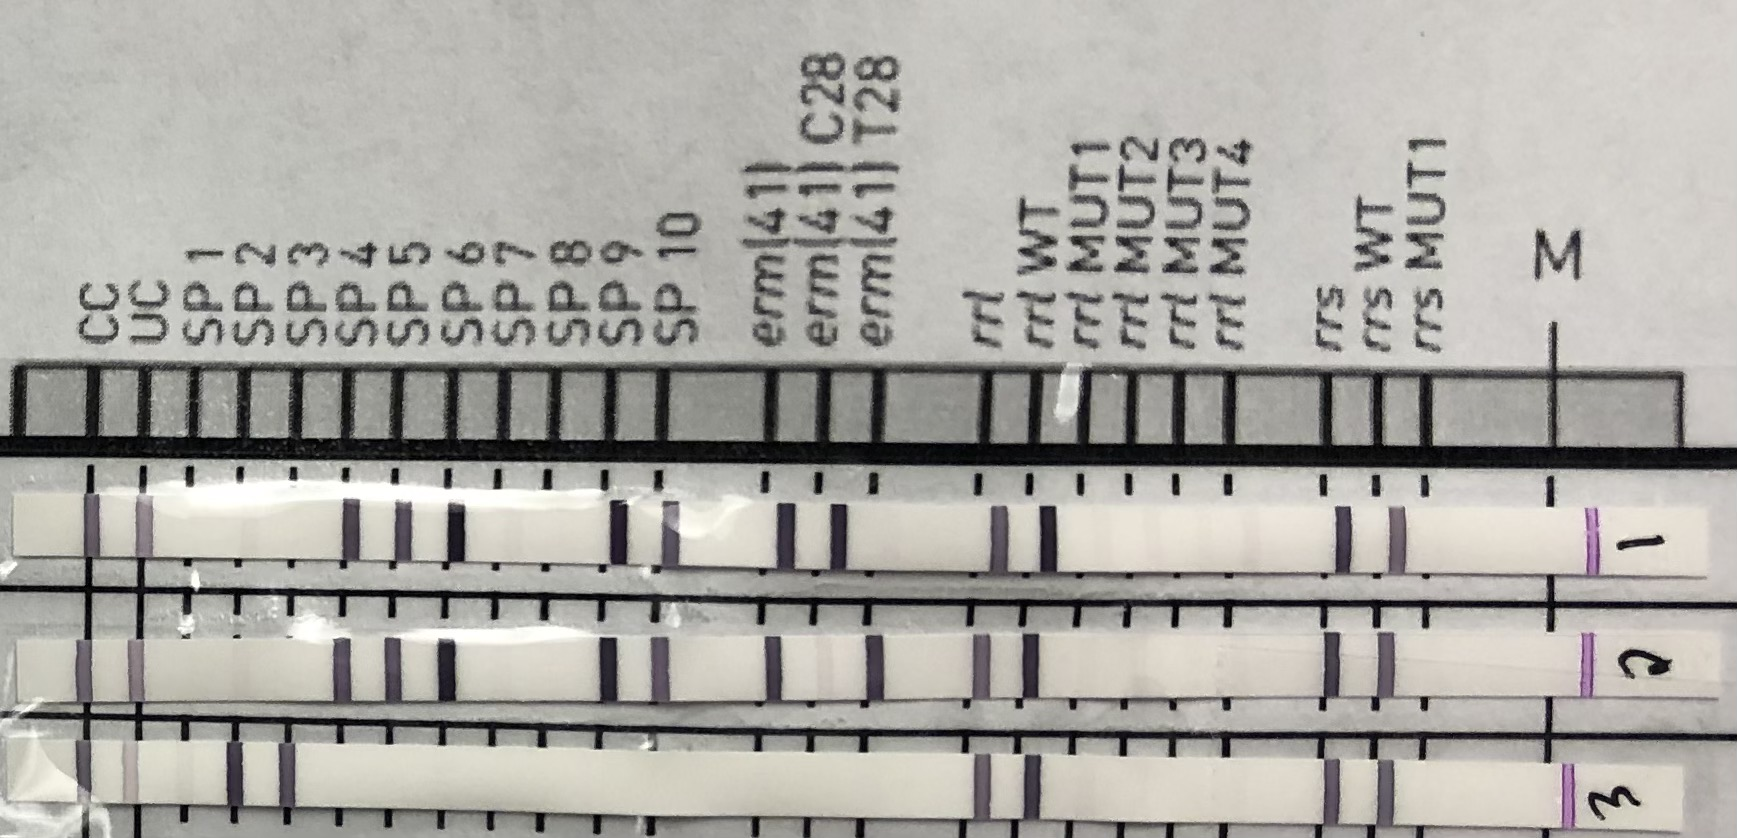 CC
UC
SP 1
SP 2
SP 3
SP 4
SP 5
SP 6
SP 7
SP 8
SP 9
SP 10
erm(41)
erm(41) C28
erm(41) T28
rrl
rrl WT
rrl MUT1
rrl MUT2
rrl MUT3
rrl MUT4
rrs
rrs WT
rrs MUT1
M
1
2
3